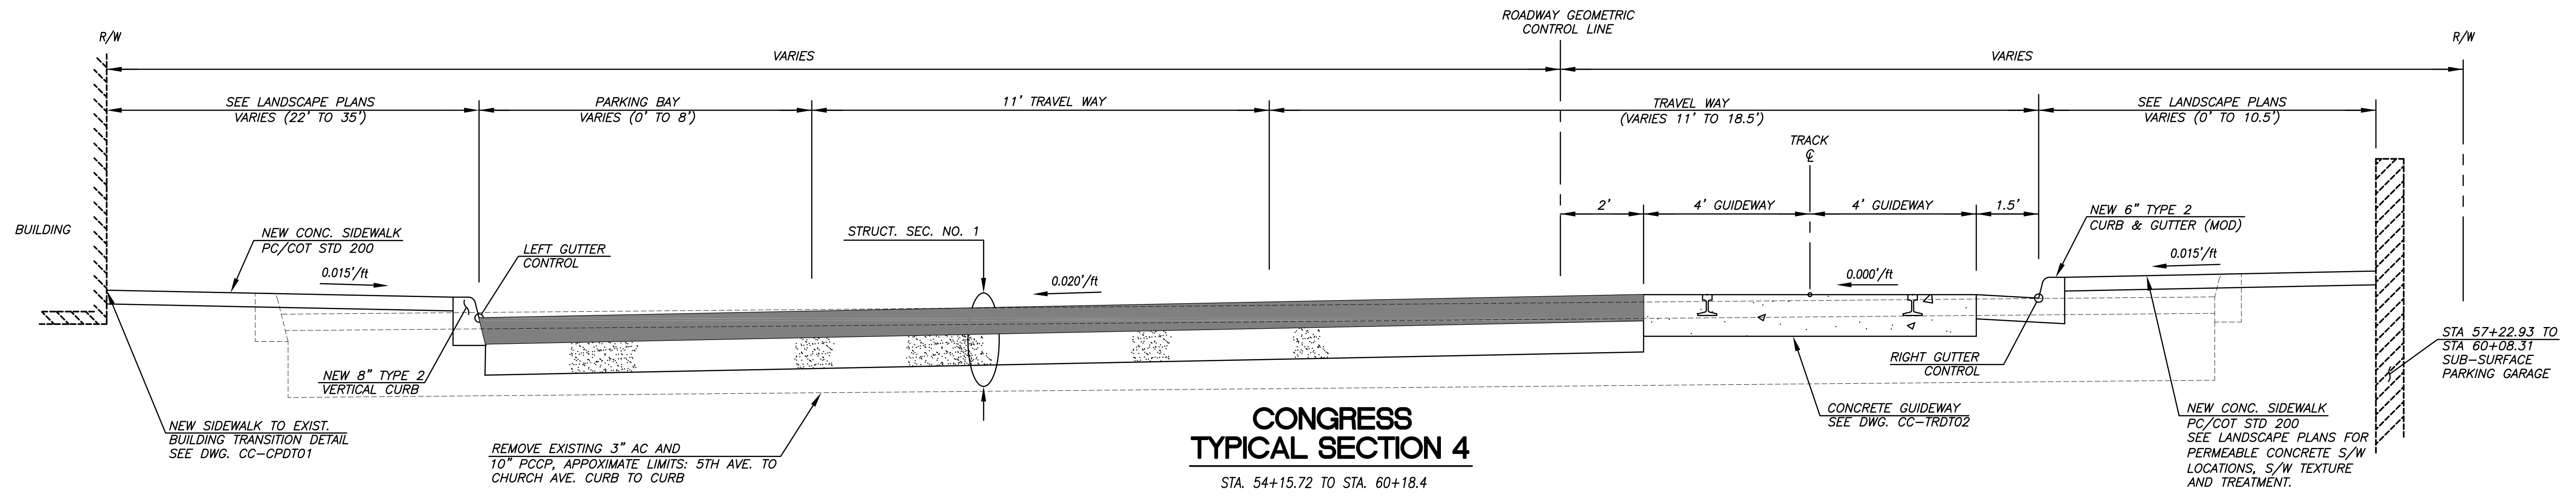 ROADWAY GEOMETRIC
CONTROL LINE
R/W
R/W
VARIES
VARIES
SEE LANDSCAPE PLANS
VARIES (22' TO 35')
PARKING BAY
VARIES (0' TO 8')
11' TRAVEL WAY
TRAVEL WAY
(VARIES 11' TO 18.5')
SEE LANDSCAPE PLANS
VARIES (0' TO 10.5')
TRACK
℄
2'
4' GUIDEWAY
4' GUIDEWAY
1.5'
NEW 6" TYPE 2
CURB & GUTTER (MOD)
BUILDING
NEW CONC. SIDEWALK
PC/COT STD 200
STRUCT. SEC. NO. 1
LEFT GUTTER
CONTROL
0.015'/ft
0.020'/ft
0.000'/ft
0.015'/ft
STA 57+22.93 TO
STA 60+08.31
SUB-SURFACE
PARKING GARAGE
RIGHT GUTTER
CONTROL
NEW 8" TYPE 2
VERTICAL CURB
NEW SIDEWALK TO EXIST.
BUILDING TRANSITION DETAIL
SEE DWG. CC-CPDT01
REMOVE EXISTING 3" AC AND
10" PCCP, APPOXIMATE LIMITS: 5TH AVE. TO
CHURCH AVE. CURB TO CURB
CONCRETE GUIDEWAY
SEE DWG. CC-TRDT02
NEW CONC. SIDEWALK
PC/COT STD 200
SEE LANDSCAPE PLANS FOR
PERMEABLE CONCRETE S/W
LOCATIONS, S/W TEXTURE
AND TREATMENT.
CONGRESS
TYPICAL SECTION 4
STA. 54+15.72 TO STA. 60+18.4